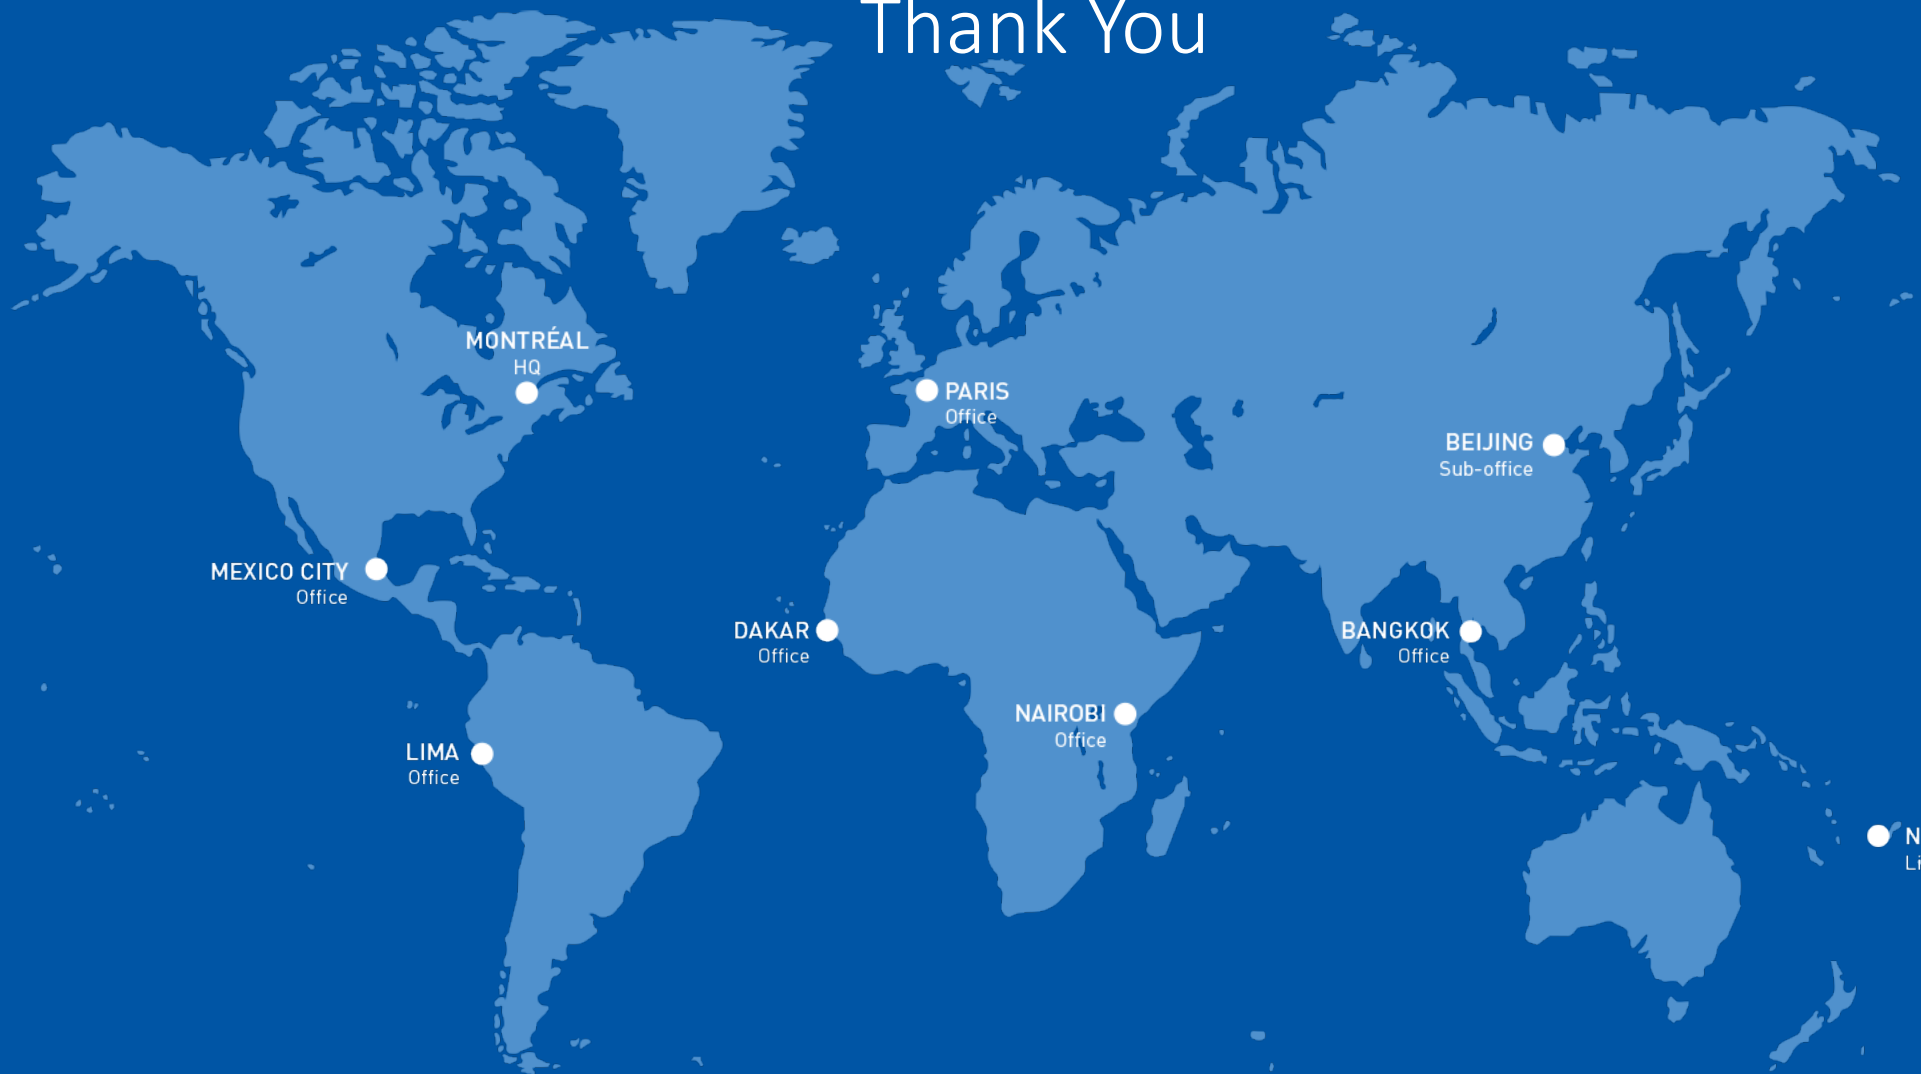 Thank You
MONTRÉAL
HQ
PARIS
Office
BEIJING
Sub-office
MEXICO CITY
Office
DAKAR
Office
BANGKOK
Office
NAIROBI
Office
LIMA
Office